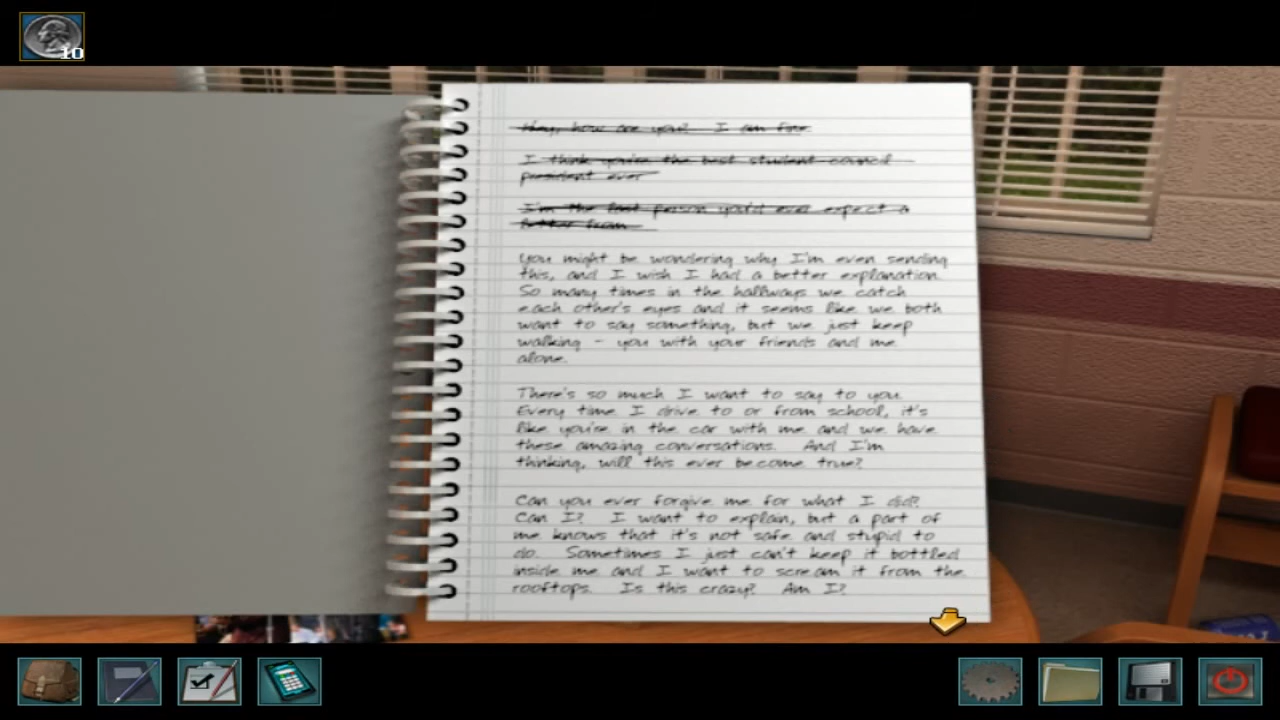 10
Hey, how are you? I am fine.
I think you're the best student council
president ever
I'm the last person you'd ever expect a
letter from
You might be wondering why I'm even sending
this, and I wish I had a better explanation.
So many times in the hallways we catch
each other's eyes and it seems like we both
want to say something, but we just keep
walking - you with your friends and me
alone.
There's so much I want to say to you.
Every time I drive to or from school, it's
like you're in the car with me and we have
these amazing conversations. And I'm
thinking, will this ever become true?
Can you ever forgive me for what I did?
Can I? I want to explain, but a part of
me knows that it's not safe and stupid to
do. Sometimes I just can't keep it bottled
inside me and I want to scream it from the
rooftops. Is this crazy? Am I?